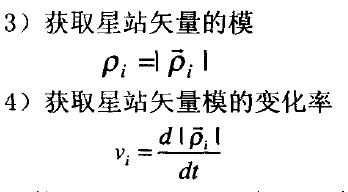 3）获取星站矢量的模
ρᵢ =| ρ⃗ᵢ |
4）获取星站矢量模的变化率
vᵢ = d | ρ⃗ᵢ | / dt